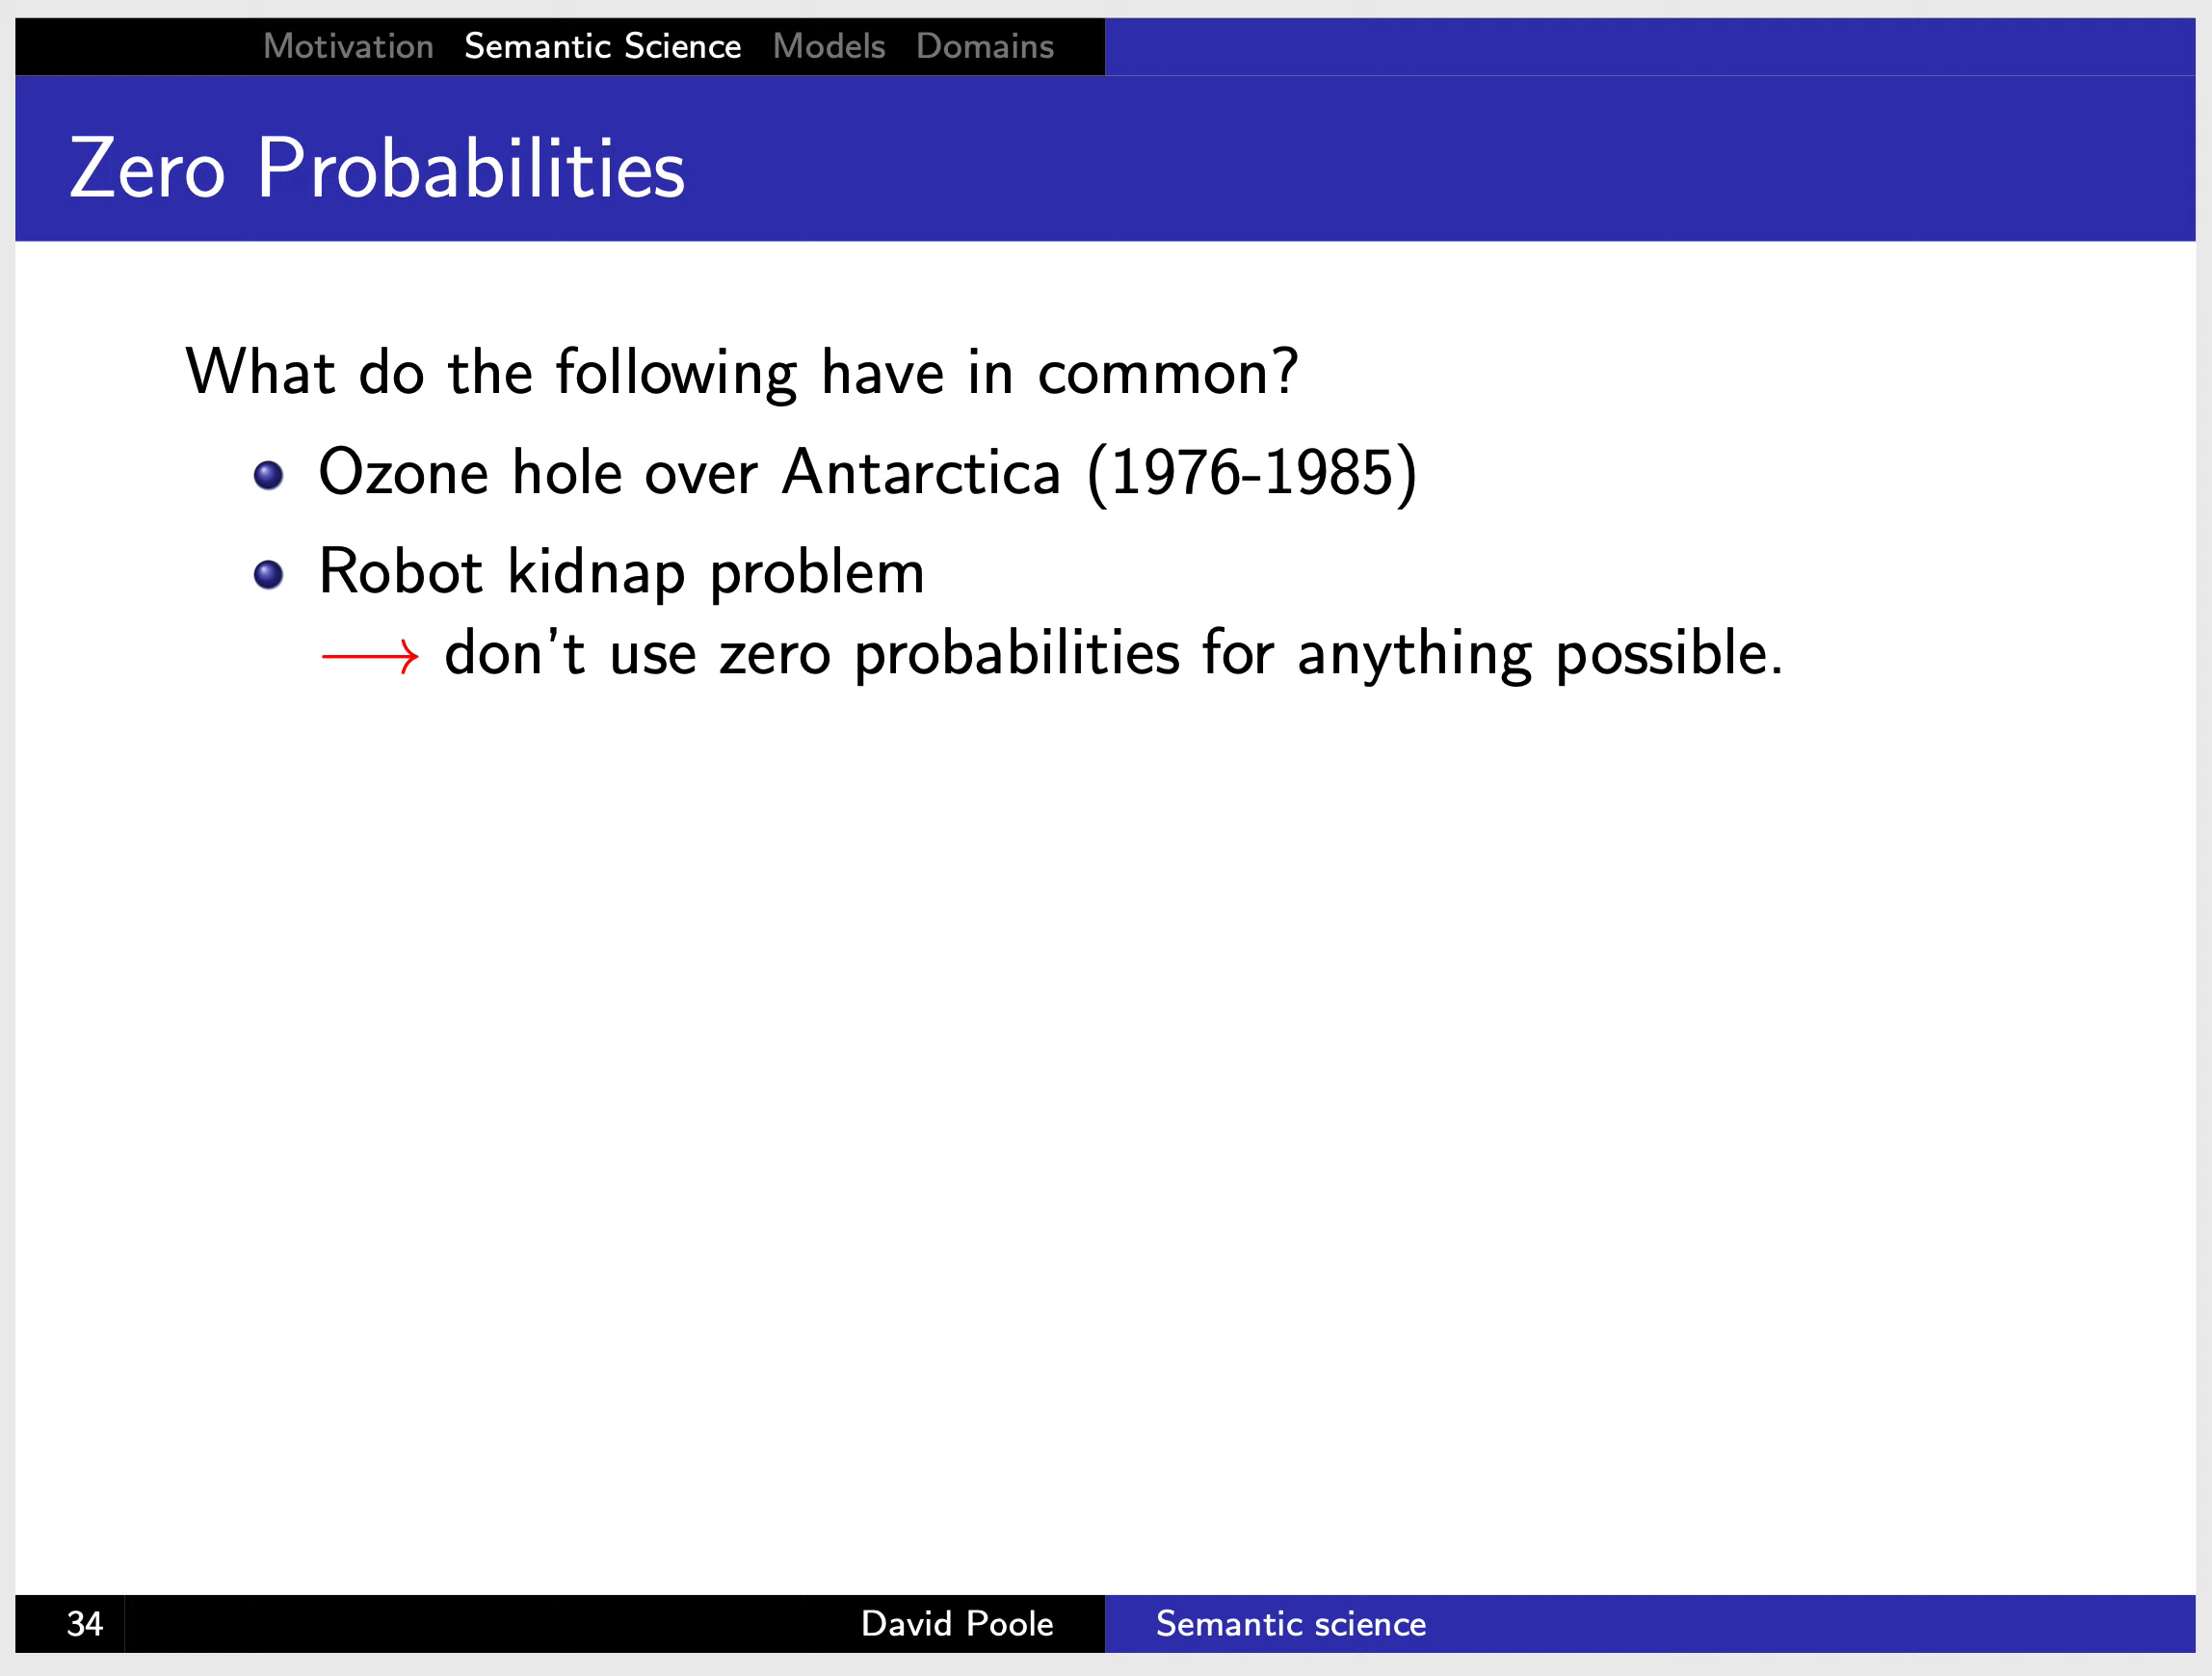 Motivation Semantic Science Models Domains
Zero Probabilities
What do the following have in common?
Ozone hole over Antarctica (1976-1985)
Robot kidnap problem
→ don't use zero probabilities for anything possible.
34 David Poole Semantic science